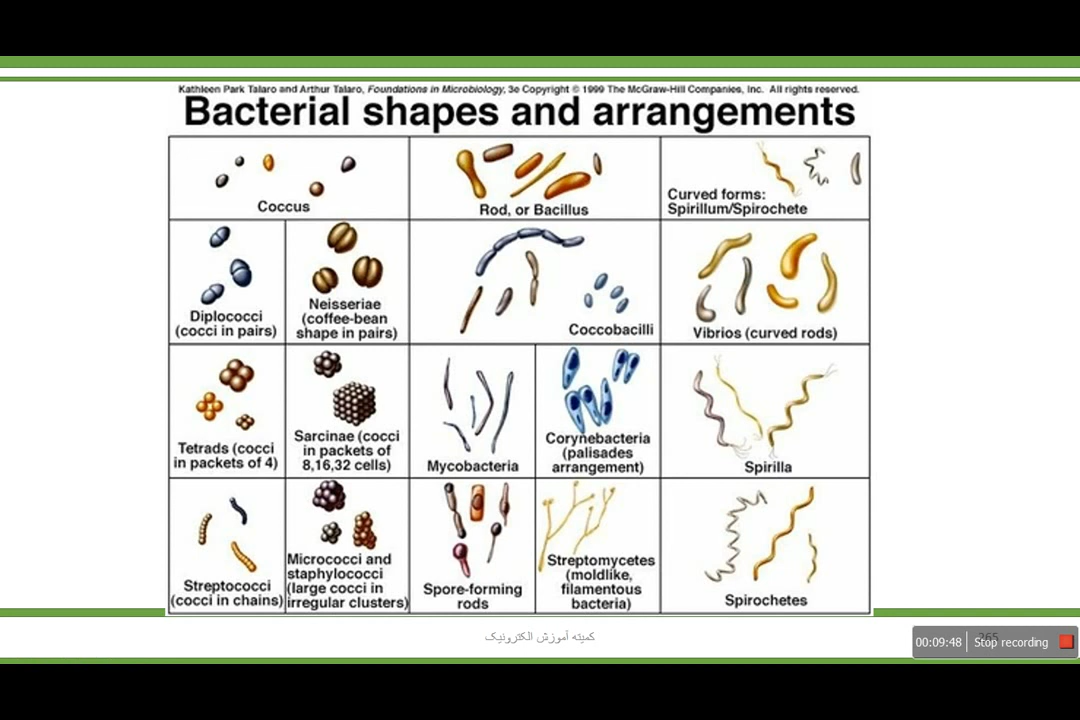 Kathleen Park Talaro and Arthur Talaro, Foundations in Microbiology, 3e Copyright © 1999 The McGraw-Hill Companies, Inc. All rights reserved.
Bacterial shapes and arrangements
Coccus
Rod, or Bacillus
Curved forms:
Spirillum/Spirochete
Diplococci
(cocci in pairs)
Neisseriae
(coffee-bean
shape in pairs)
Coccobacilli
Vibrios (curved rods)
Tetrads (cocci
in packets of 4)
Sarcinae (cocci
in packets of
8,16,32 cells)
Mycobacteria
Corynebacteria
(palisades
arrangement)
Spirilla
Streptococci
(cocci in chains)
Micrococci and
staphylococci
(large cocci in
irregular clusters)
Spore-forming
rods
Streptomycetes
(moldlike,
filamentous
bacteria)
Spirochetes
کمیته آموزش الکترونیک
265
00:09:48 Stop recording